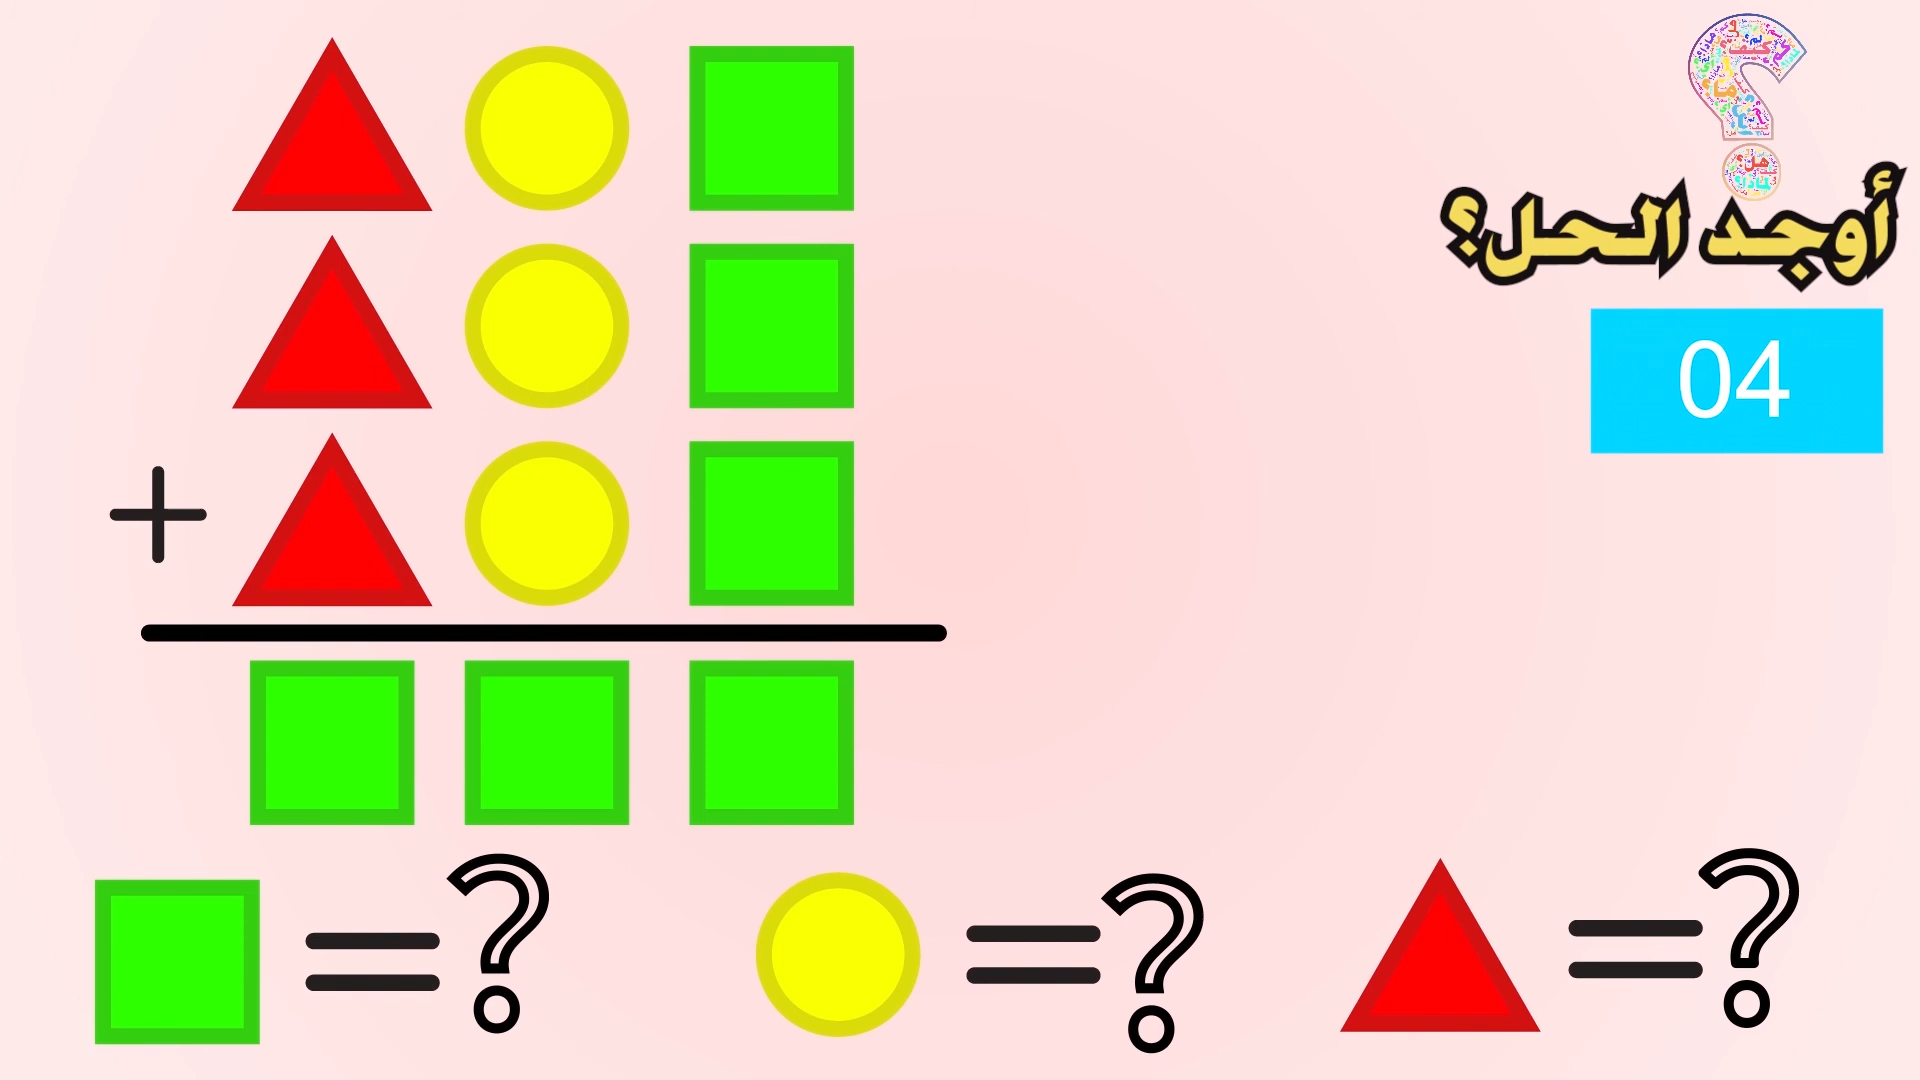 أوجد الحل؟
04
+
= ? = ? = ?